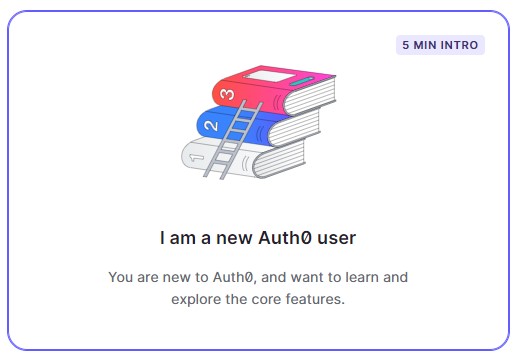 5 MIN INTRO
3
2
1
I am a new Auth0 user
You are new to Auth0, and want to learn and
explore the core features.